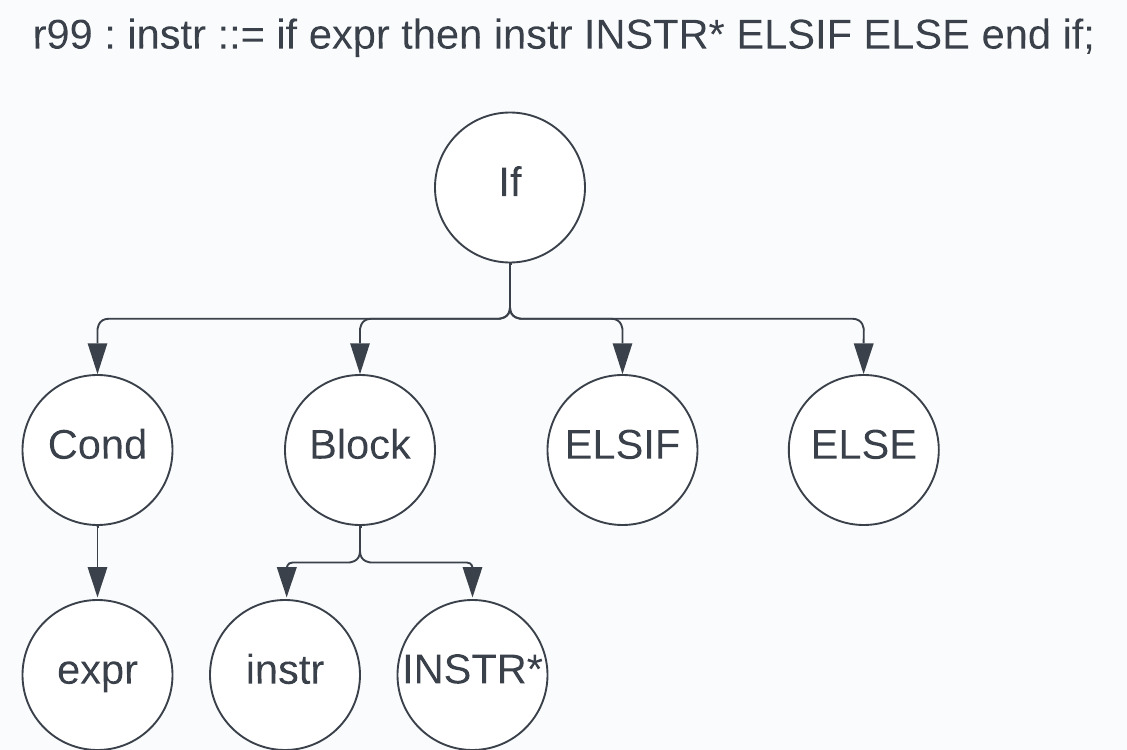 r99 : instr ::= if expr then instr INSTR* ELSIF ELSE end if;
If
Cond
Block
ELSIF
ELSE
expr
instr
INSTR*